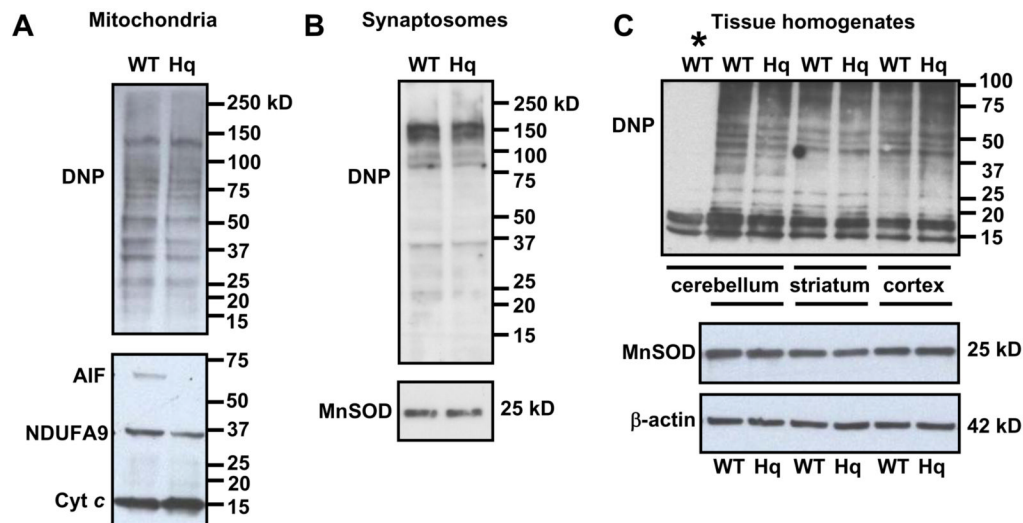 A Mitochondria
WT Hq
DNP
250 kD
150
100
75
50
37
25
20
15
AIF
NDUFA9
Cyt c
75
50
37
25
20
15
B Synaptosomes
WT Hq
DNP
250 kD
150
100
75
50
37
25
20
15
MnSOD
25 kD
C Tissue homogenates
*
WT WT Hq WT Hq WT Hq
DNP
100
75
50
37
25
20
15
cerebellum striatum cortex
MnSOD
25 kD
β-actin
42 kD
WT Hq WT Hq WT Hq